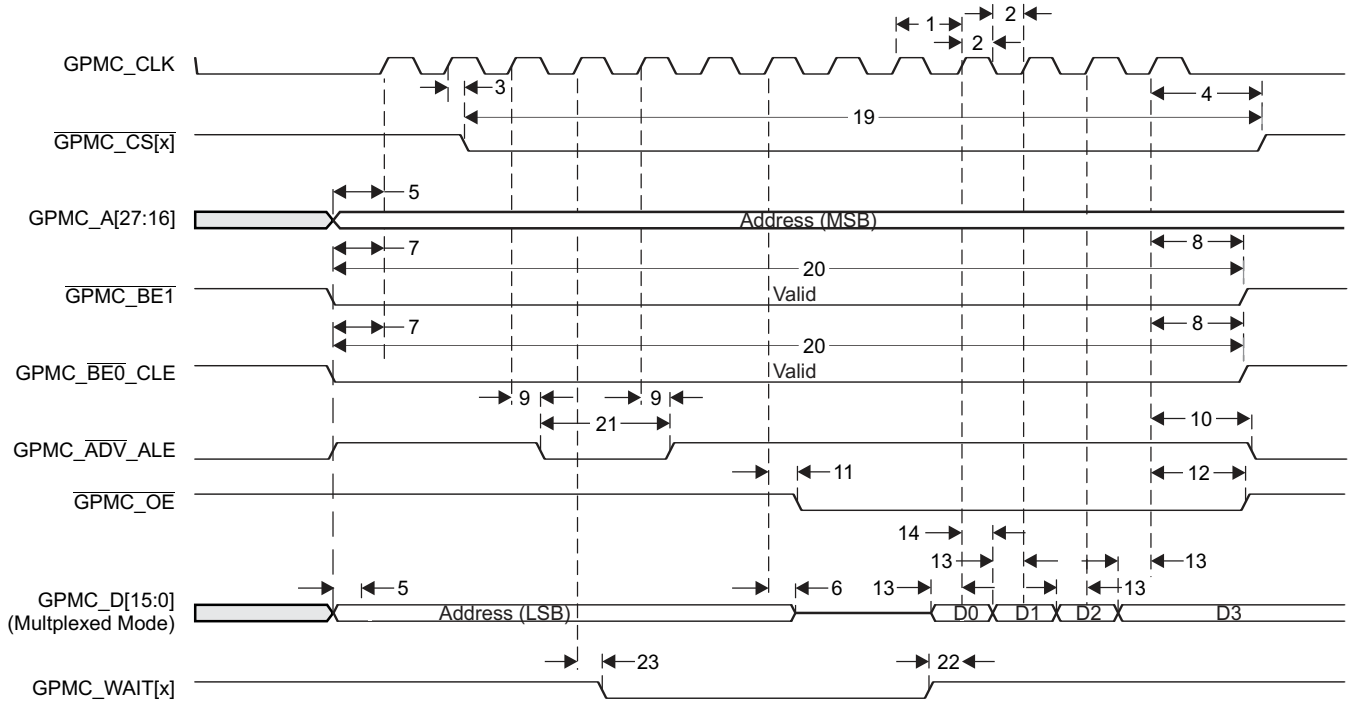 1
2
2
GPMC_CLK
3
4
19
GPMC_CS[x]
5
GPMC_A[27:16]
Address (MSB)
7
8
20
GPMC_BE1
Valid
7
8
20
GPMC_BE0_CLE
Valid
9
9
21
10
GPMC_ADV_ALE
11
12
GPMC_OE
14
13
13
5
6
13
13
GPMC_D[15:0]
(Multplexed Mode)
Address (LSB)
D0
D1
D2
D3
23
22
GPMC_WAIT[x]